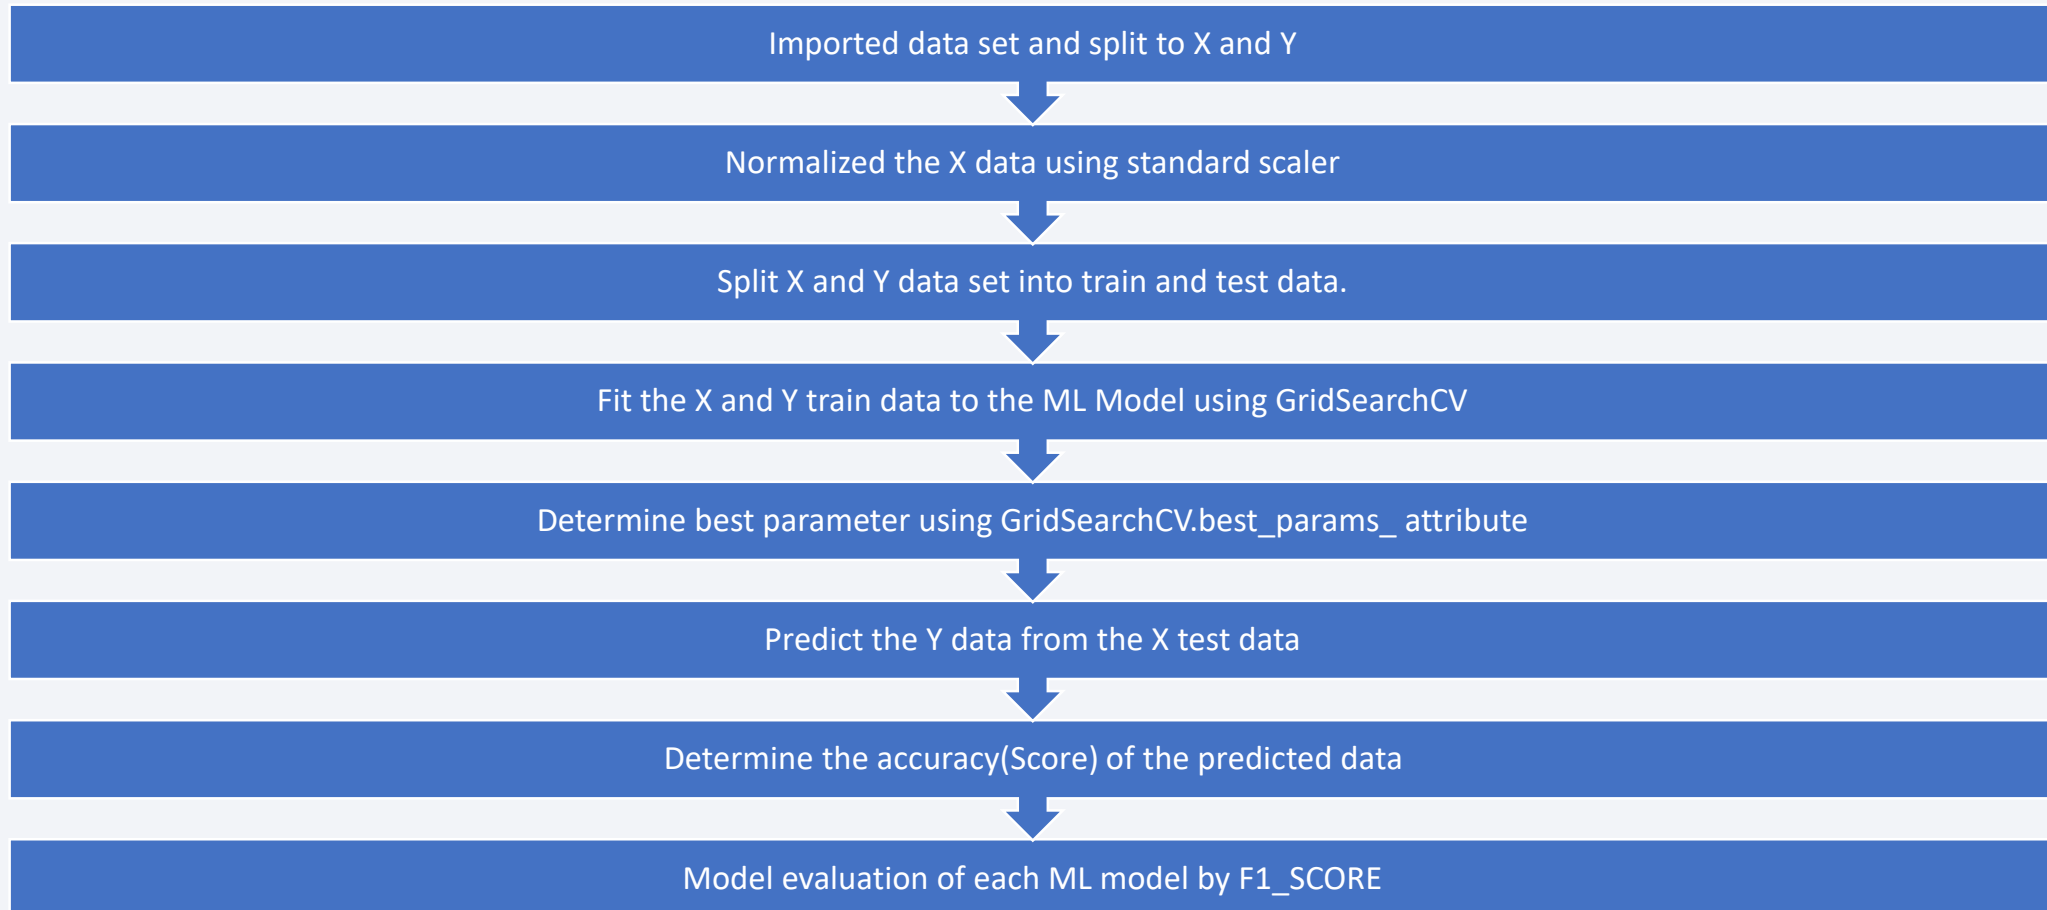 Imported data set and split to X and Y
Normalized the X data using standard scaler
Split X and Y data set into train and test data.
Fit the X and Y train data to the ML Model using GridSearchCV
Determine best parameter using GridSearchCV.best_params_ attribute
Predict the Y data from the X test data
Determine the accuracy(Score) of the predicted data
Model evaluation of each ML model by F1_SCORE